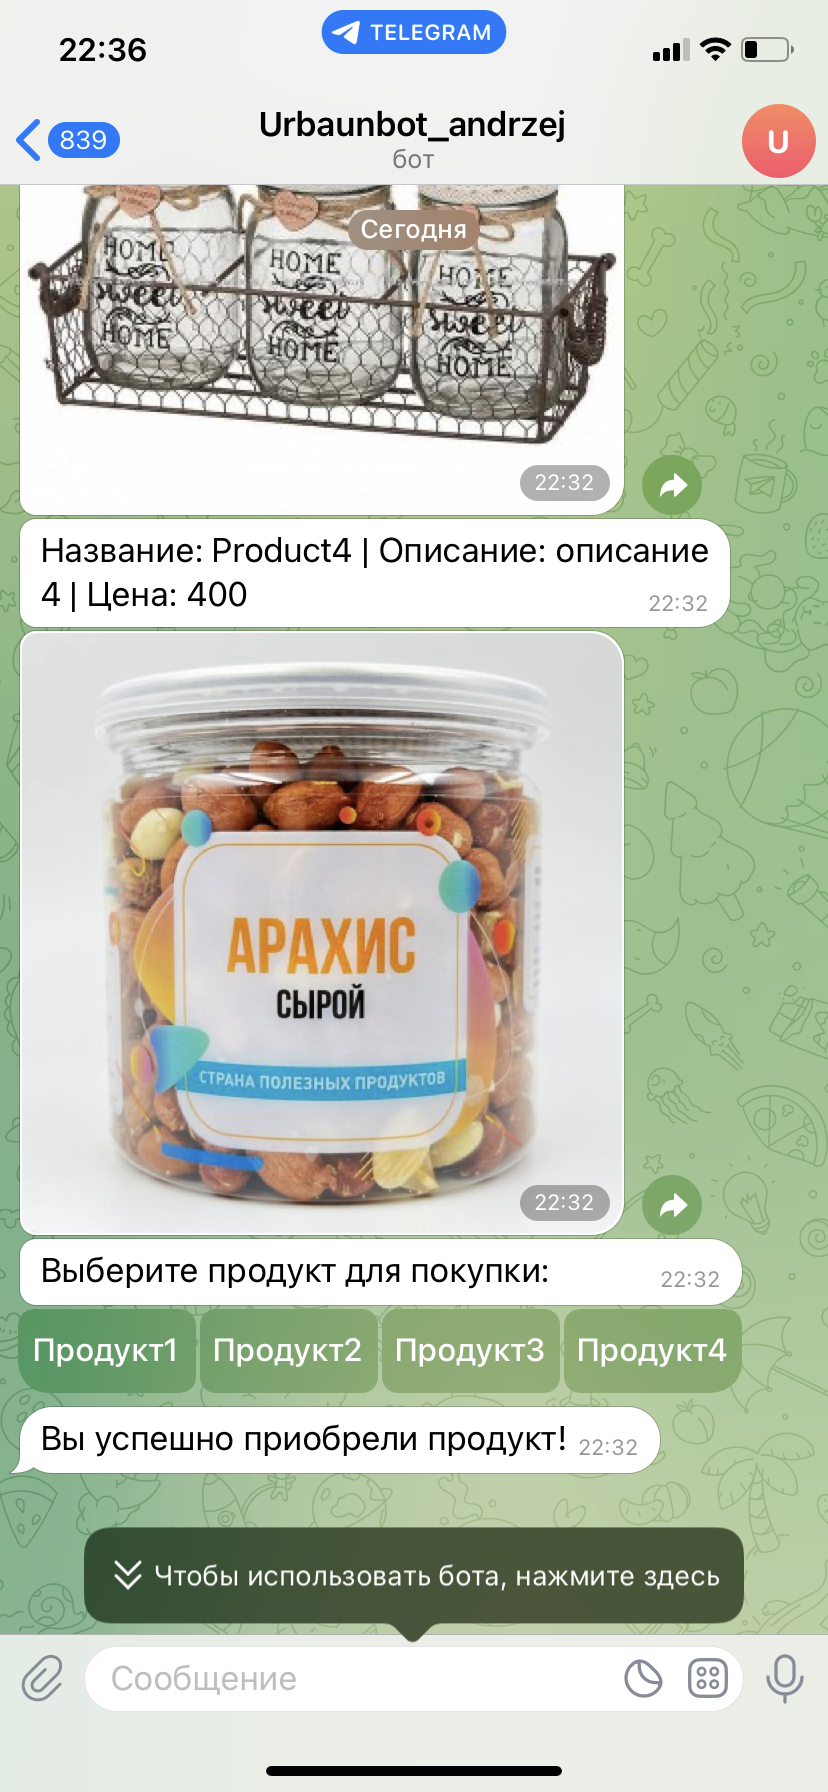 22:36
TELEGRAM
839
Urbaunbot_andrzej
бот
U
Сегодня
HOME
sweet
HOME
HOME
sweet
HOME
HOME
sweet
HOME
22:32
Название: Product4 | Описание: описание
4 | Цена: 400
22:32
АРАХИС
СЫРОЙ
СТРАНА ПОЛЕЗНЫХ ПРОДУКТОВ
22:32
Выберите продукт для покупки:
22:32
Продукт1
Продукт2
Продукт3
Продукт4
Вы успешно приобрели продукт!
22:32
Чтобы использовать бота, нажмите здесь
Сообщение